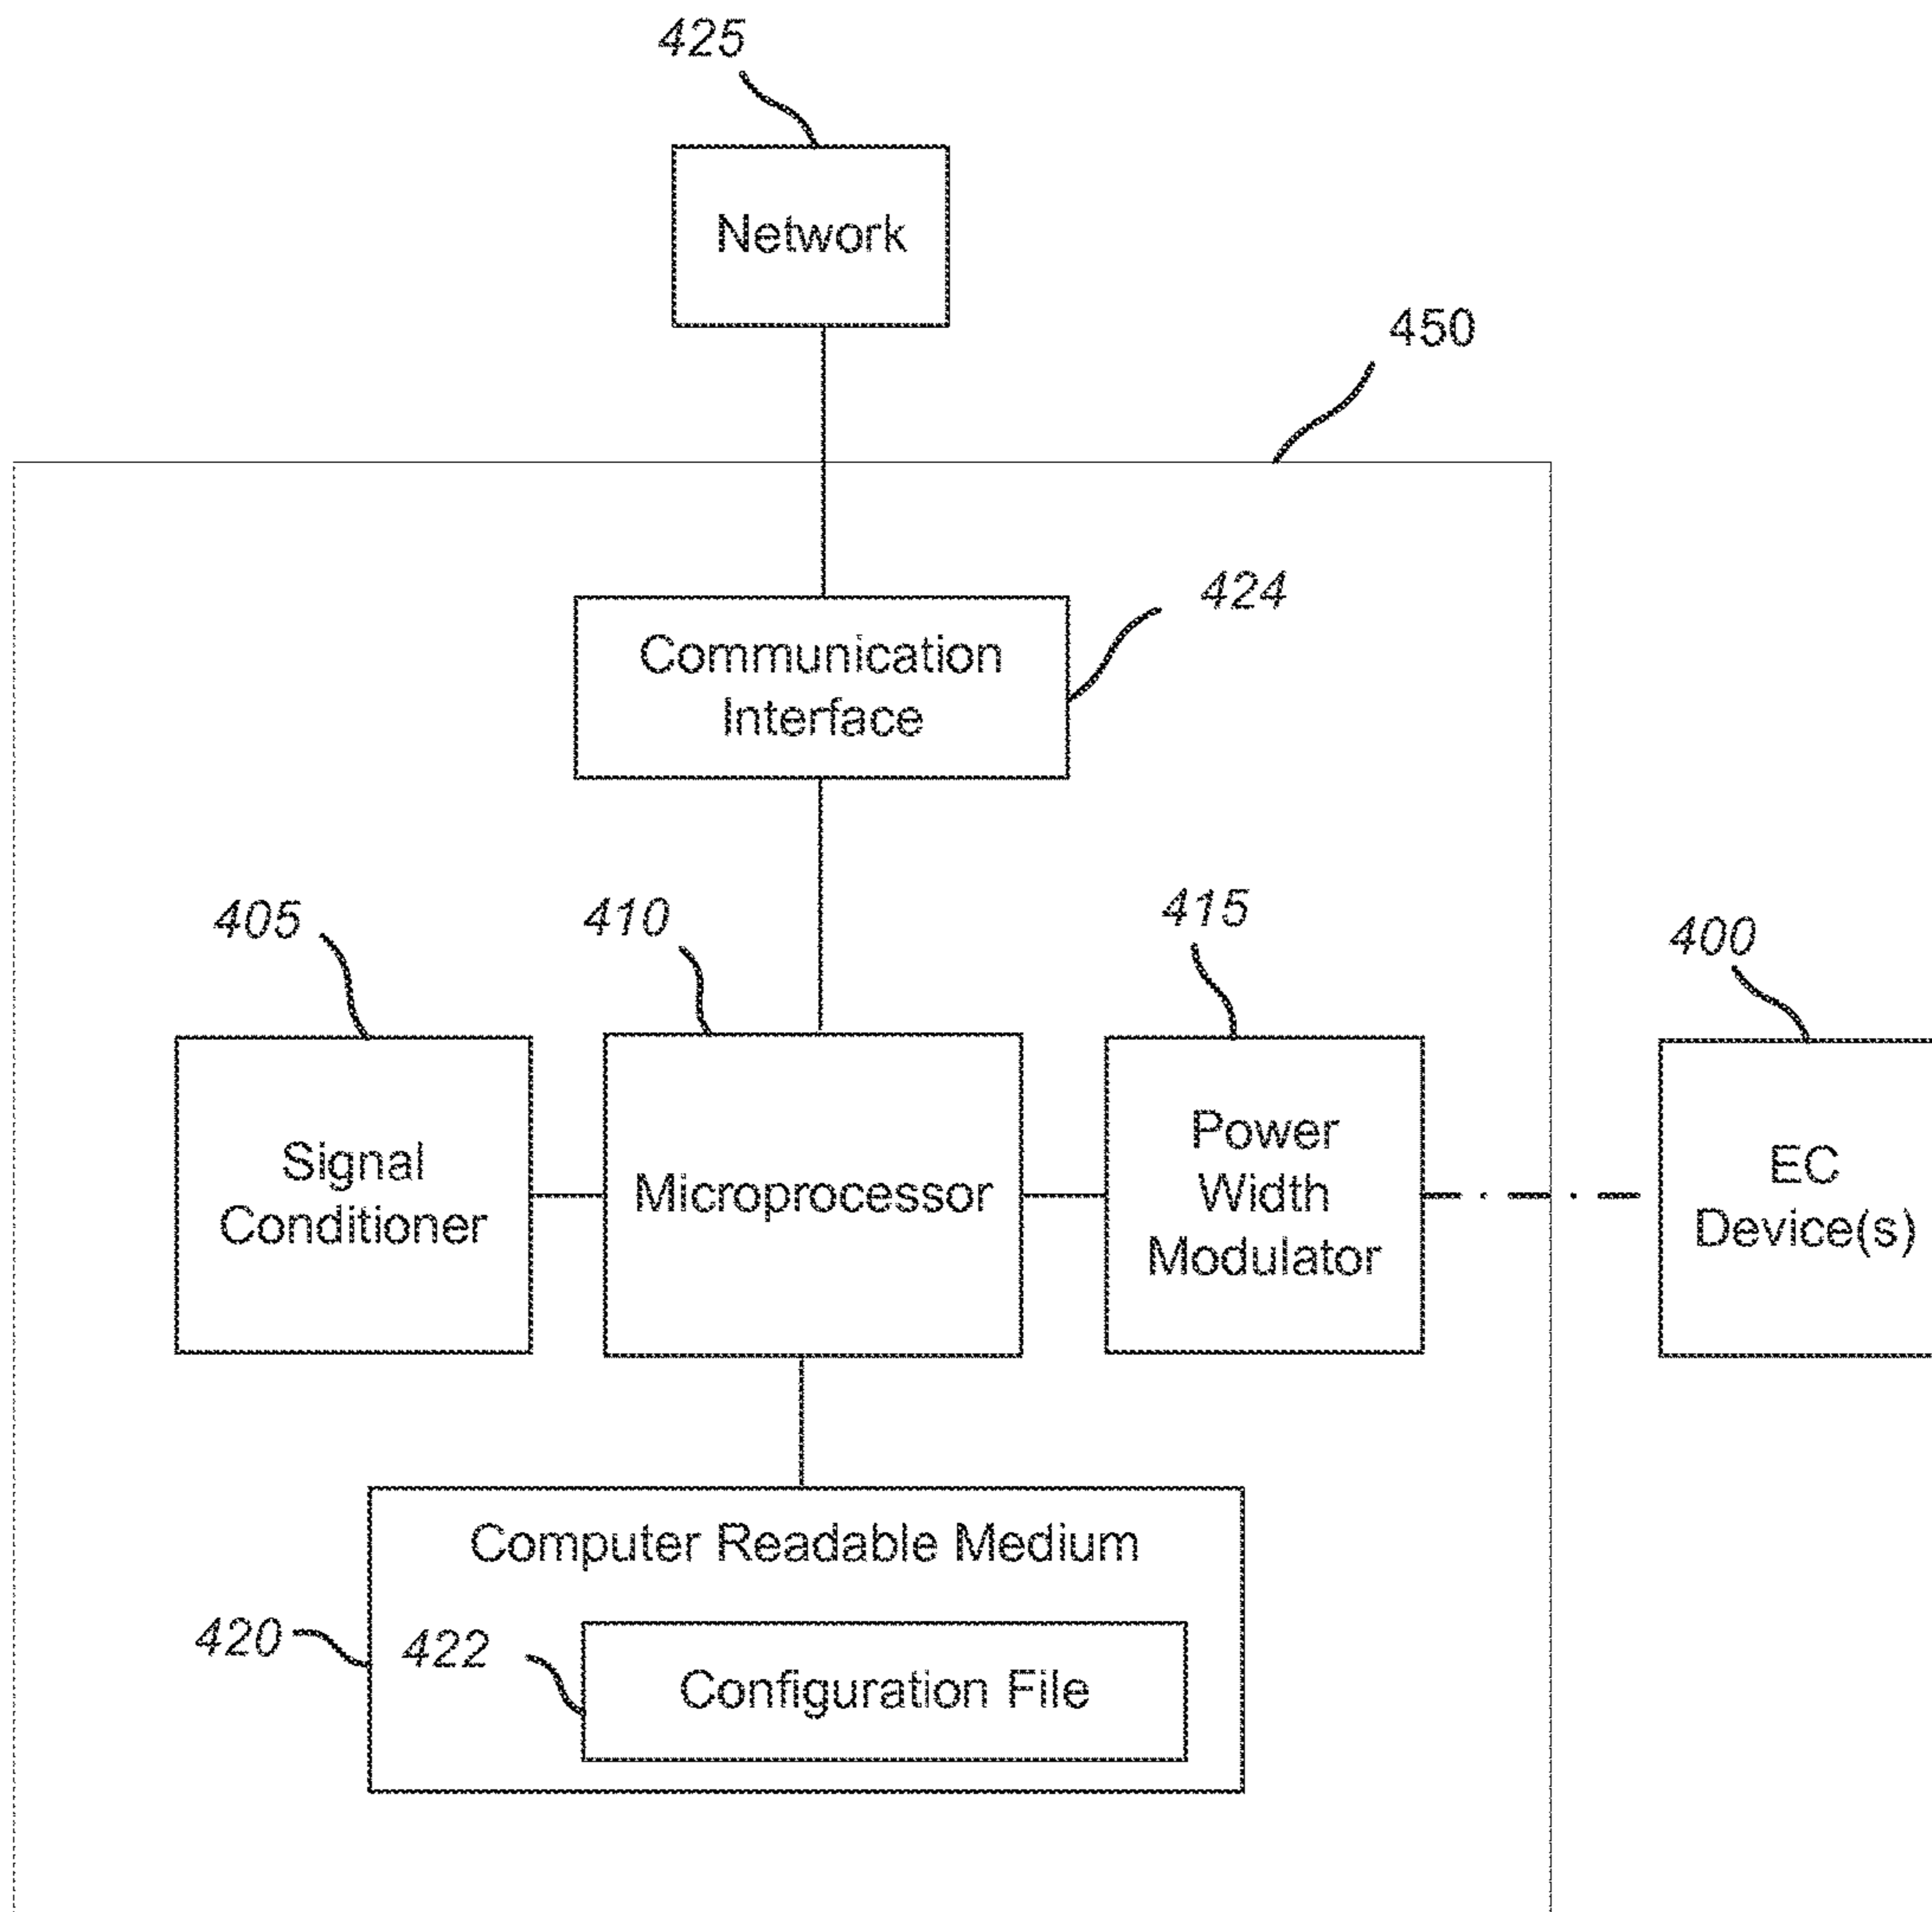 425
Network
450
424
Communication
Interface
405
410
415
400
Signal
Conditioner
Microprocessor
Power
Width
Modulator
EC
Device(s)
Computer Readable Medium
420
422
Configuration File